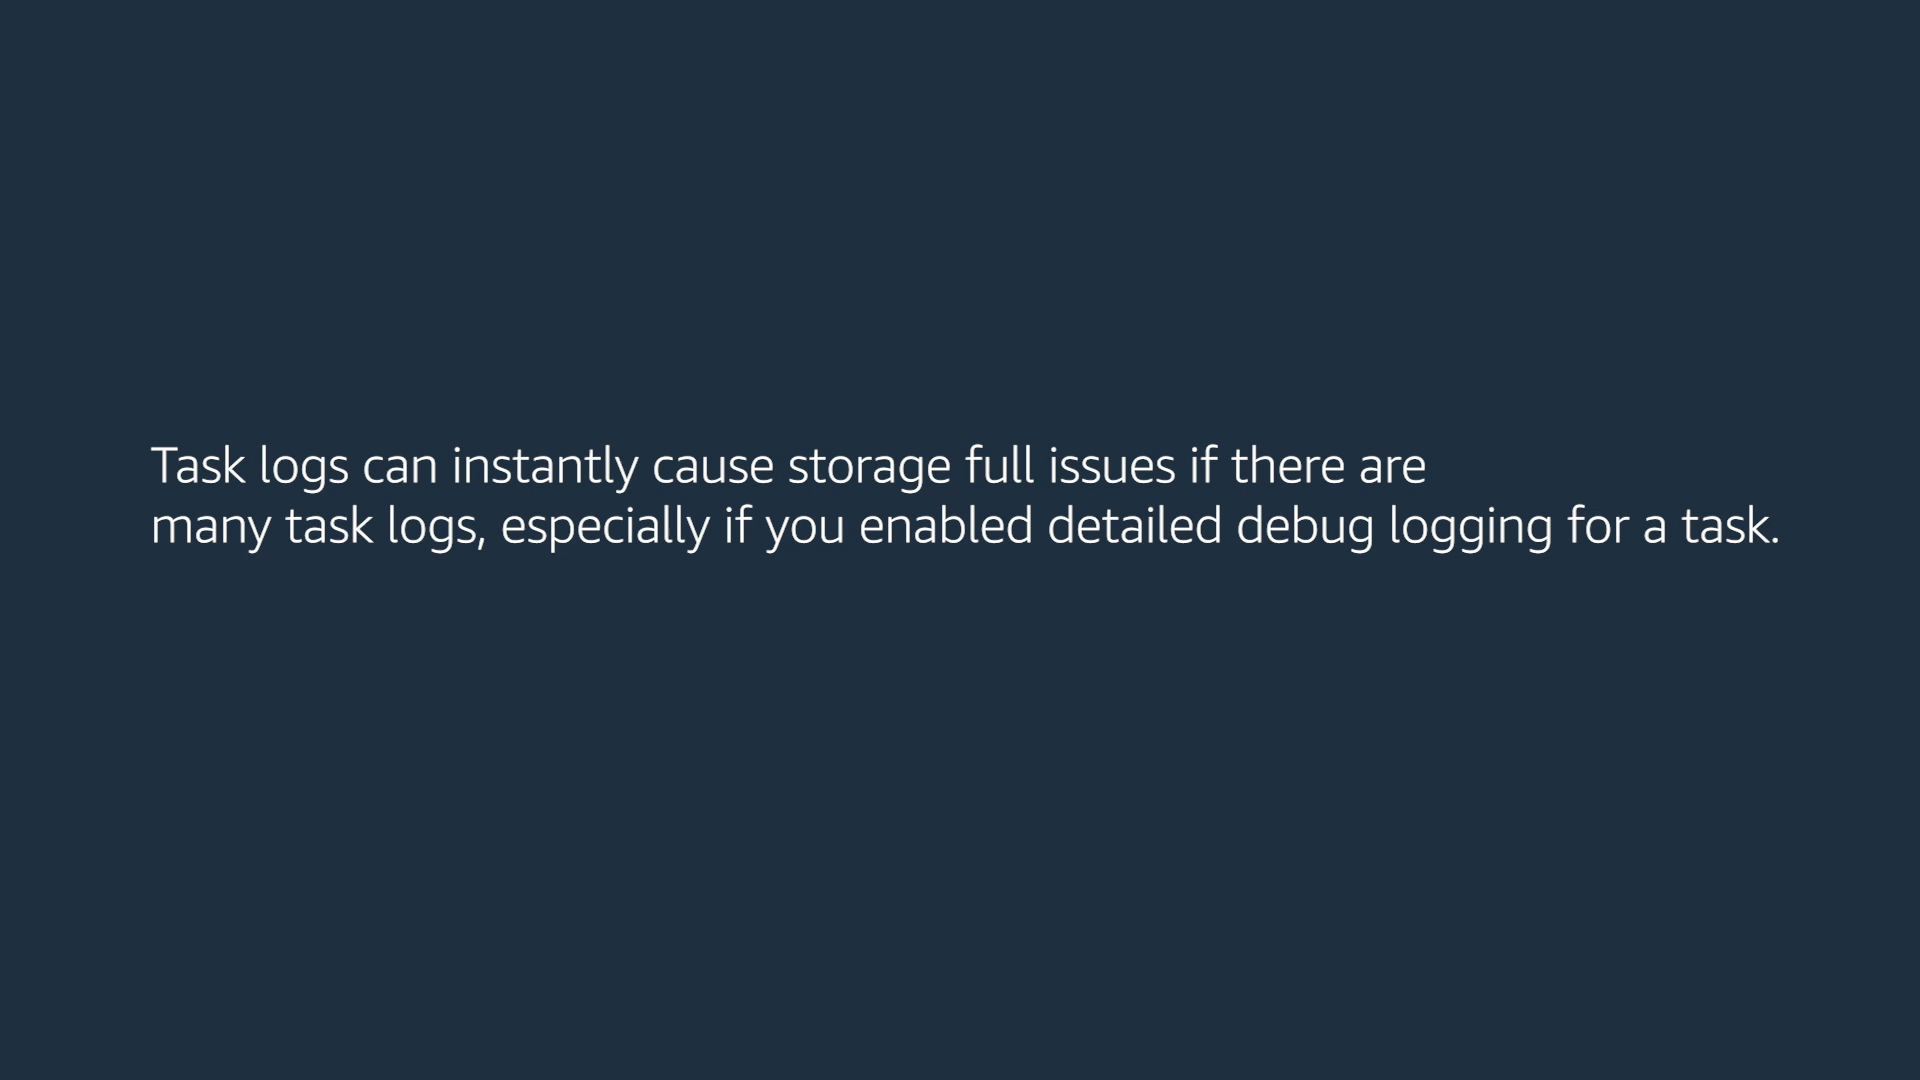 Task logs can instantly cause storage full issues if there are
many task logs, especially if you enabled detailed debug logging for a task.